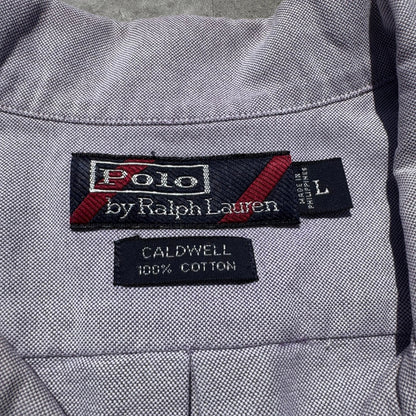 Polo
by Ralph Lauren
MADE IN
PHILIPPINES
L
CALDWELL
100% COTTON